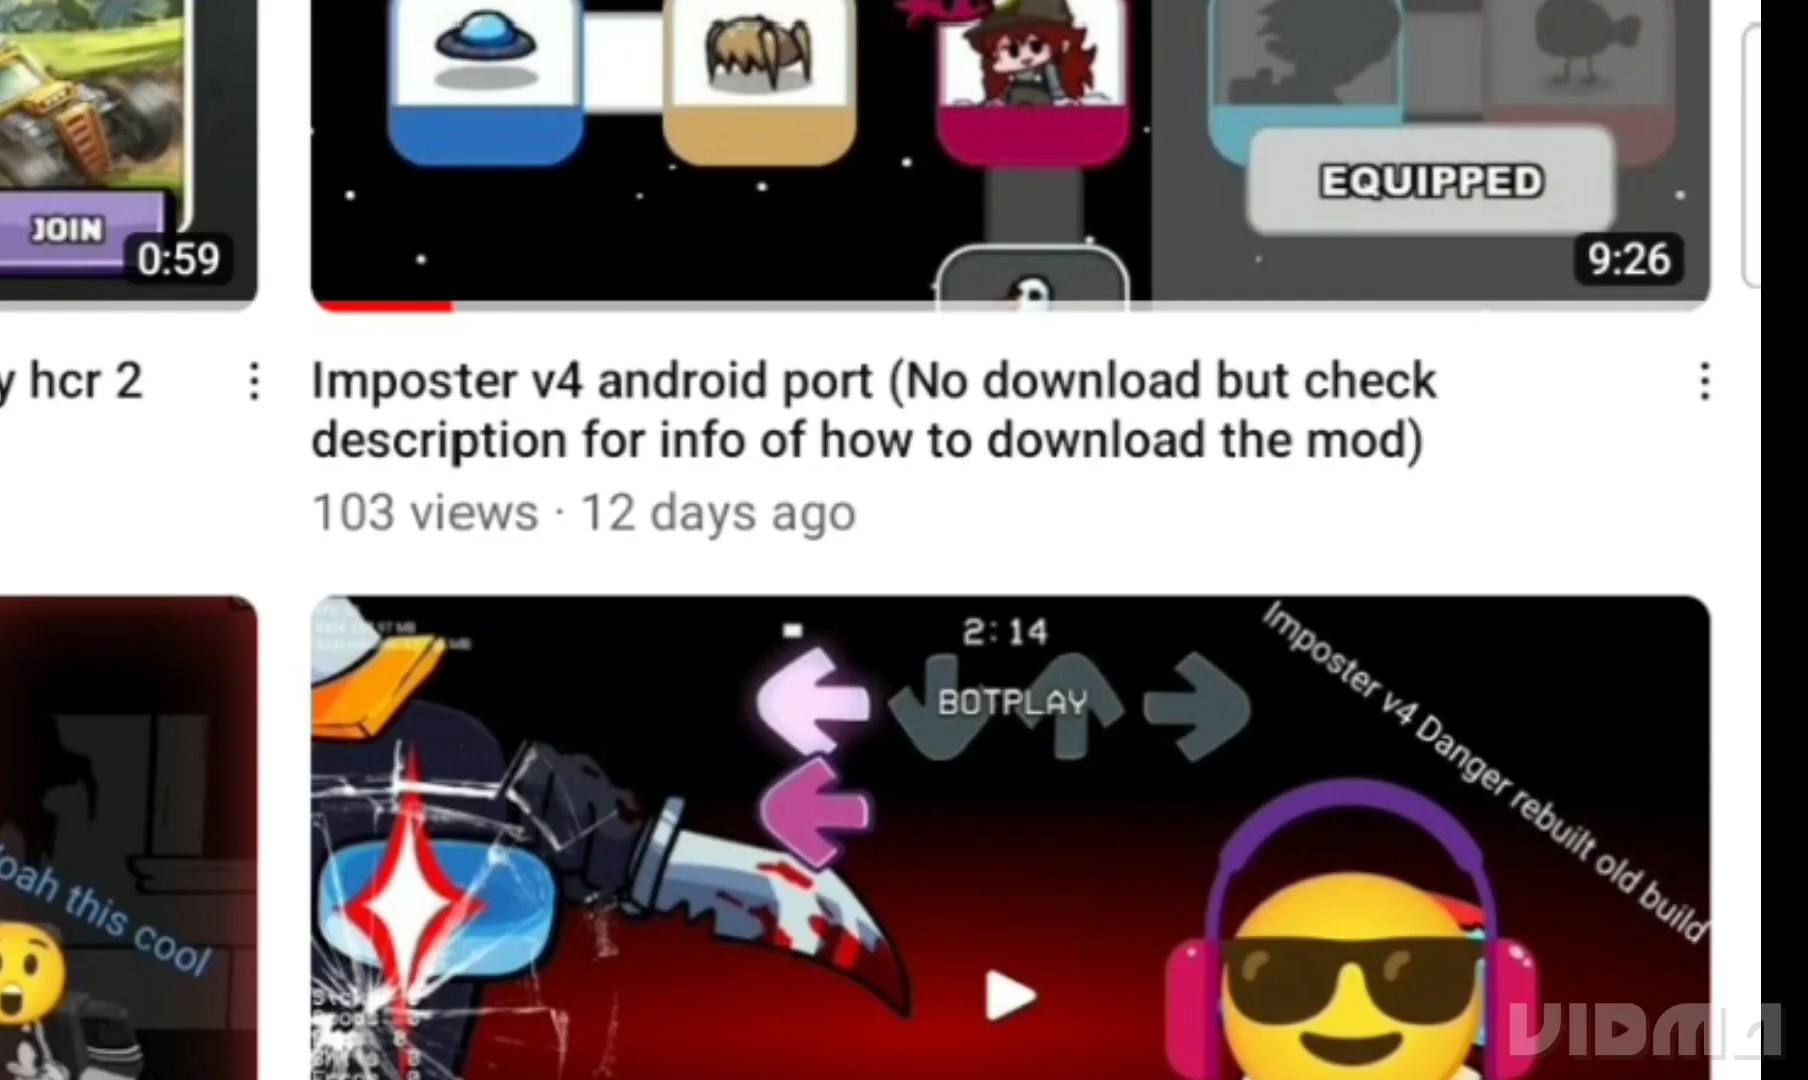 JOIN
0:59
EQUIPPED
9:26
y hcr 2
Imposter v4 android port (No download but check
description for info of how to download the mod)
103 views · 12 days ago
2:14
BOTPLAY
Imposter v4 Danger rebuilt old build
oah this cool
VIDMA